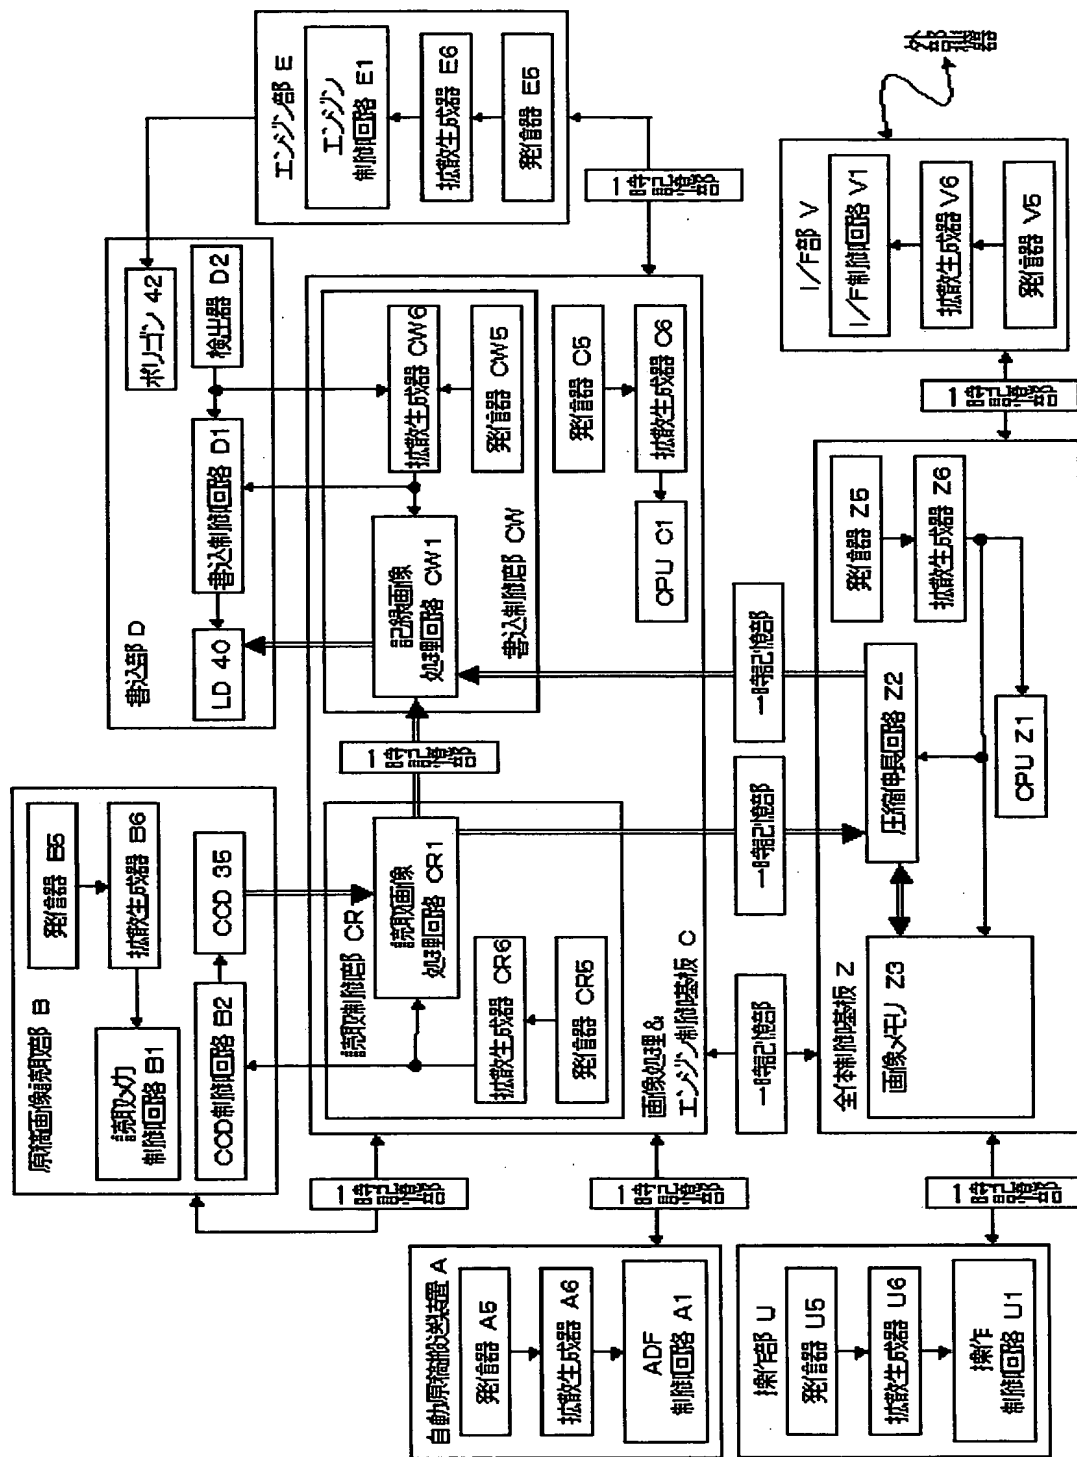 原稿画像読取部 B
発信器 B5
拡散生成器 B6
読取メカ
制御回路 B1
CCD 35
CCD制御回路 B2
書込部 D
ポリゴン 42
検出器 D2
書込制御回路 D1
LD 40
エンジン部 E
エンジン
制御回路 E1
拡散生成器 E6
発信器 E5
1時記憶部
自動原稿搬送装置 A
発信器 A5
拡散生成器 A6
ADF
制御回路 A1
1時記憶部
1時記憶部
画像処理&
エンジン制御基板 C
読取制御部 CR
読取画像
処理回路 CR1
拡散生成器 CR6
発信器 CR5
1時記憶部
書込制御部 CW
記録画像
処理回路 CW1
拡散生成器 CW6
発信器 CW5
発信器 C5
拡散生成器 C6
CPU C1
一時記憶部
一時記憶部
一時記憶部
操作部 U
発信器 U5
拡散生成器 U6
操作
制御回路 U1
1時記憶部
全体制御基板 Z
画像メモリ Z3
圧縮伸長回路 Z2
発信器 Z5
拡散生成器 Z6
CPU Z1
1時記憶部
I/F部 V
I/F制御回路 V1
拡散生成器 V6
発信器 V5
外部機器